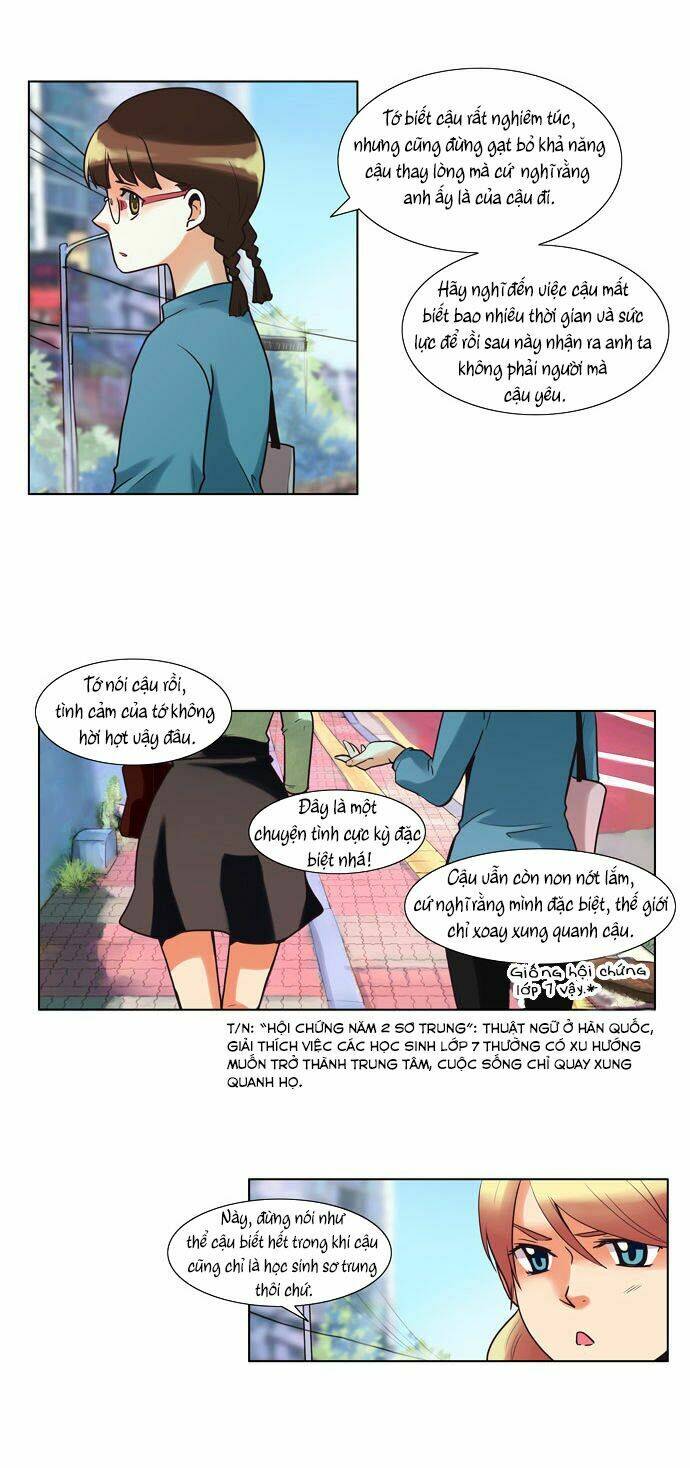 Tớ biết cậu rất nghiêm túc,
nhưng cũng đừng gạt bỏ khả năng
cậu thay lòng mà cứ nghĩ rằng
anh ấy là của cậu đi.
Hãy nghĩ đến việc cậu mất
biết bao nhiêu thời gian và sức
lực để rồi sau này nhận ra anh ta
không phải người mà
cậu yêu.
Tớ nói cậu rồi,
tình cảm của tớ không
hời hợt vậy đâu.
Đây là một
chuyện tình cực kỳ đặc
biệt nhá!
Cậu vẫn còn non nớt lắm,
cứ nghĩ rằng mình đặc biệt, thế giới
chỉ xoay xung quanh cậu.
Giống hội chứng
lớp 7 vậy.*
T/N: "HỘI CHỨNG NĂM 2 SƠ TRUNG": THUẬT NGỮ Ở HÀN QUỐC,
GIẢI THÍCH VIỆC CÁC HỌC SINH LỚP 7 THƯỜNG CÓ XU HƯỚNG
MUỐN TRỞ THÀNH TRUNG TÂM, CUỘC SỐNG CHỈ QUAY XUNG
QUANH HỌ.
Này, đừng nói như
thể cậu biết hết trong khi cậu
cũng chỉ là học sinh sơ trung
thôi chứ.